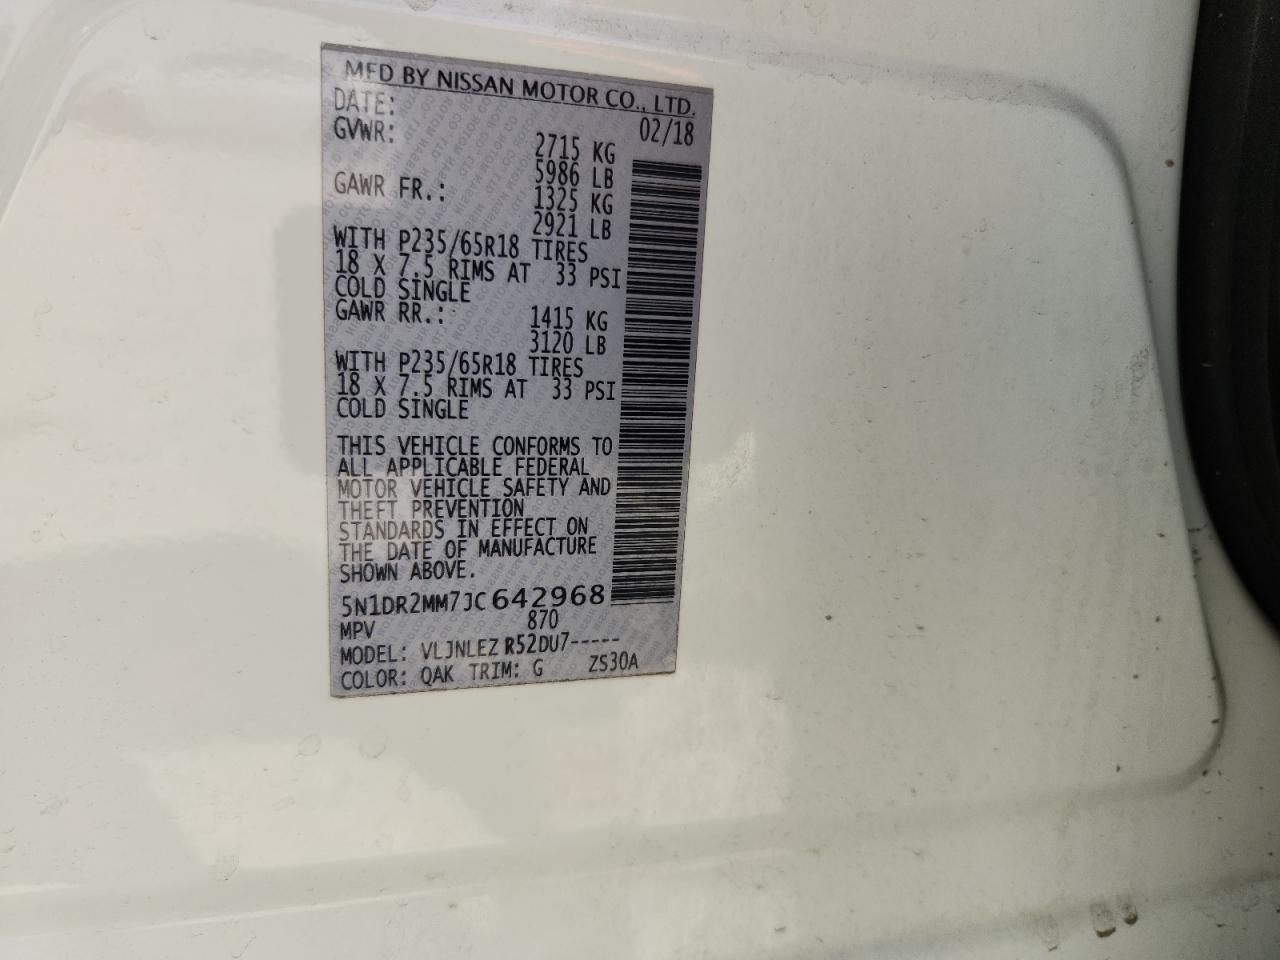 MFD BY NISSAN MOTOR CO., LTD.
DATE: 02/18
GVWR: 2715 KG
5986 LB
GAWR FR.: 1325 KG
2921 LB
WITH P235/65R18 TIRES
18 X 7.5 RIMS AT 33 PSI
COLD SINGLE
GAWR RR.: 1415 KG
3120 LB
WITH P235/65R18 TIRES
18 X 7.5 RIMS AT 33 PSI
COLD SINGLE
THIS VEHICLE CONFORMS TO
ALL APPLICABLE FEDERAL
MOTOR VEHICLE SAFETY AND
THEFT PREVENTION
STANDARDS IN EFFECT ON
THE DATE OF MANUFACTURE
SHOWN ABOVE.
5N1DR2MM7JC642968
MPV 870
MODEL: VLJNLEZ R52DU7-----
COLOR: QAK TRIM: G ZS30A